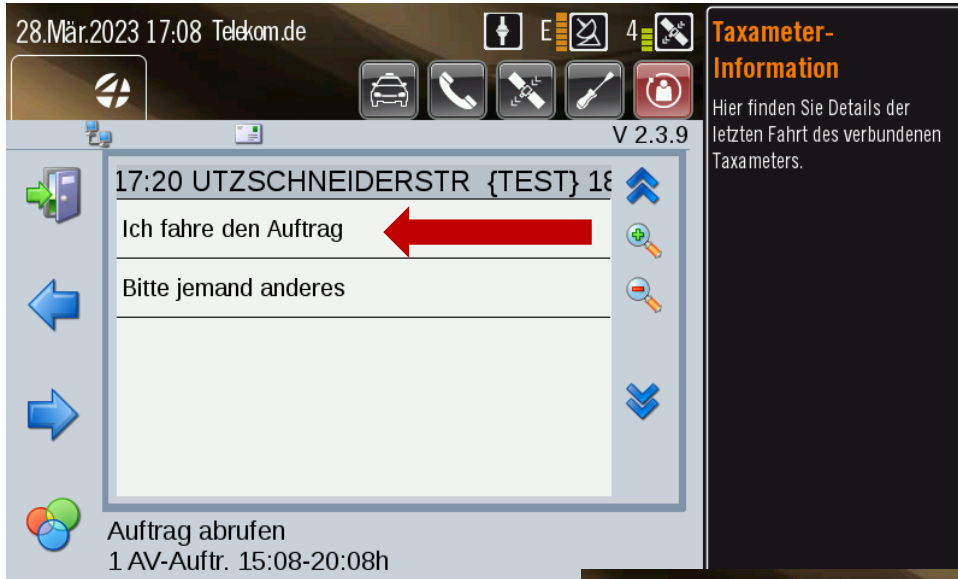 28.Mär.2023 17:08 Telekom.de E 4
V 2.3.9
17:20 UTZSCHNEIDERSTR {TEST} 18
Ich fahre den Auftrag
Bitte jemand anderes
Auftrag abrufen
1 AV-Auftr. 15:08-20:08h
Taxameter-
Information
Hier finden Sie Details der
letzten Fahrt des verbundenen
Taxameters.